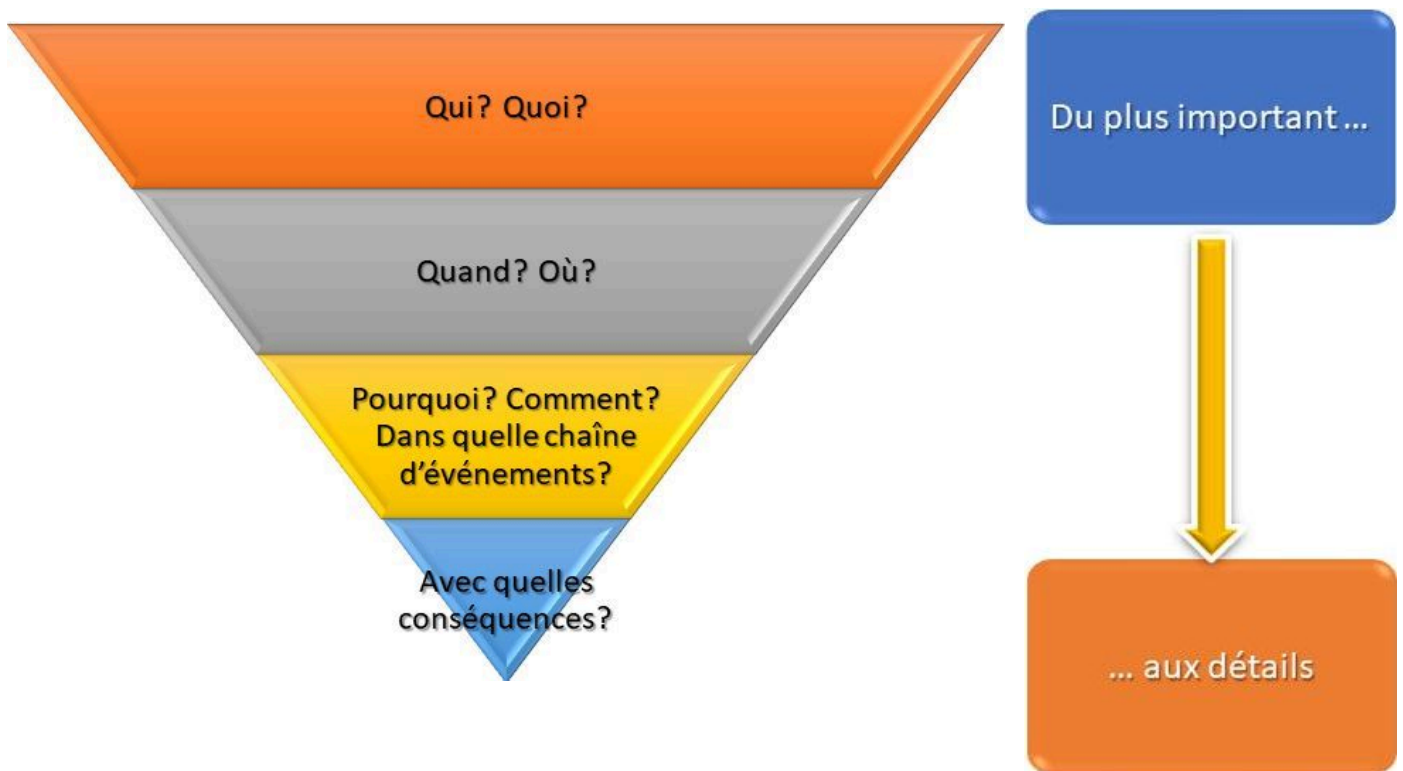 Qui? Quoi?
Quand? Où?
Pourquoi? Comment?
Dans quelle chaîne
d'événements?
Avec quelles
conséquences?
Du plus important ...
... aux détails